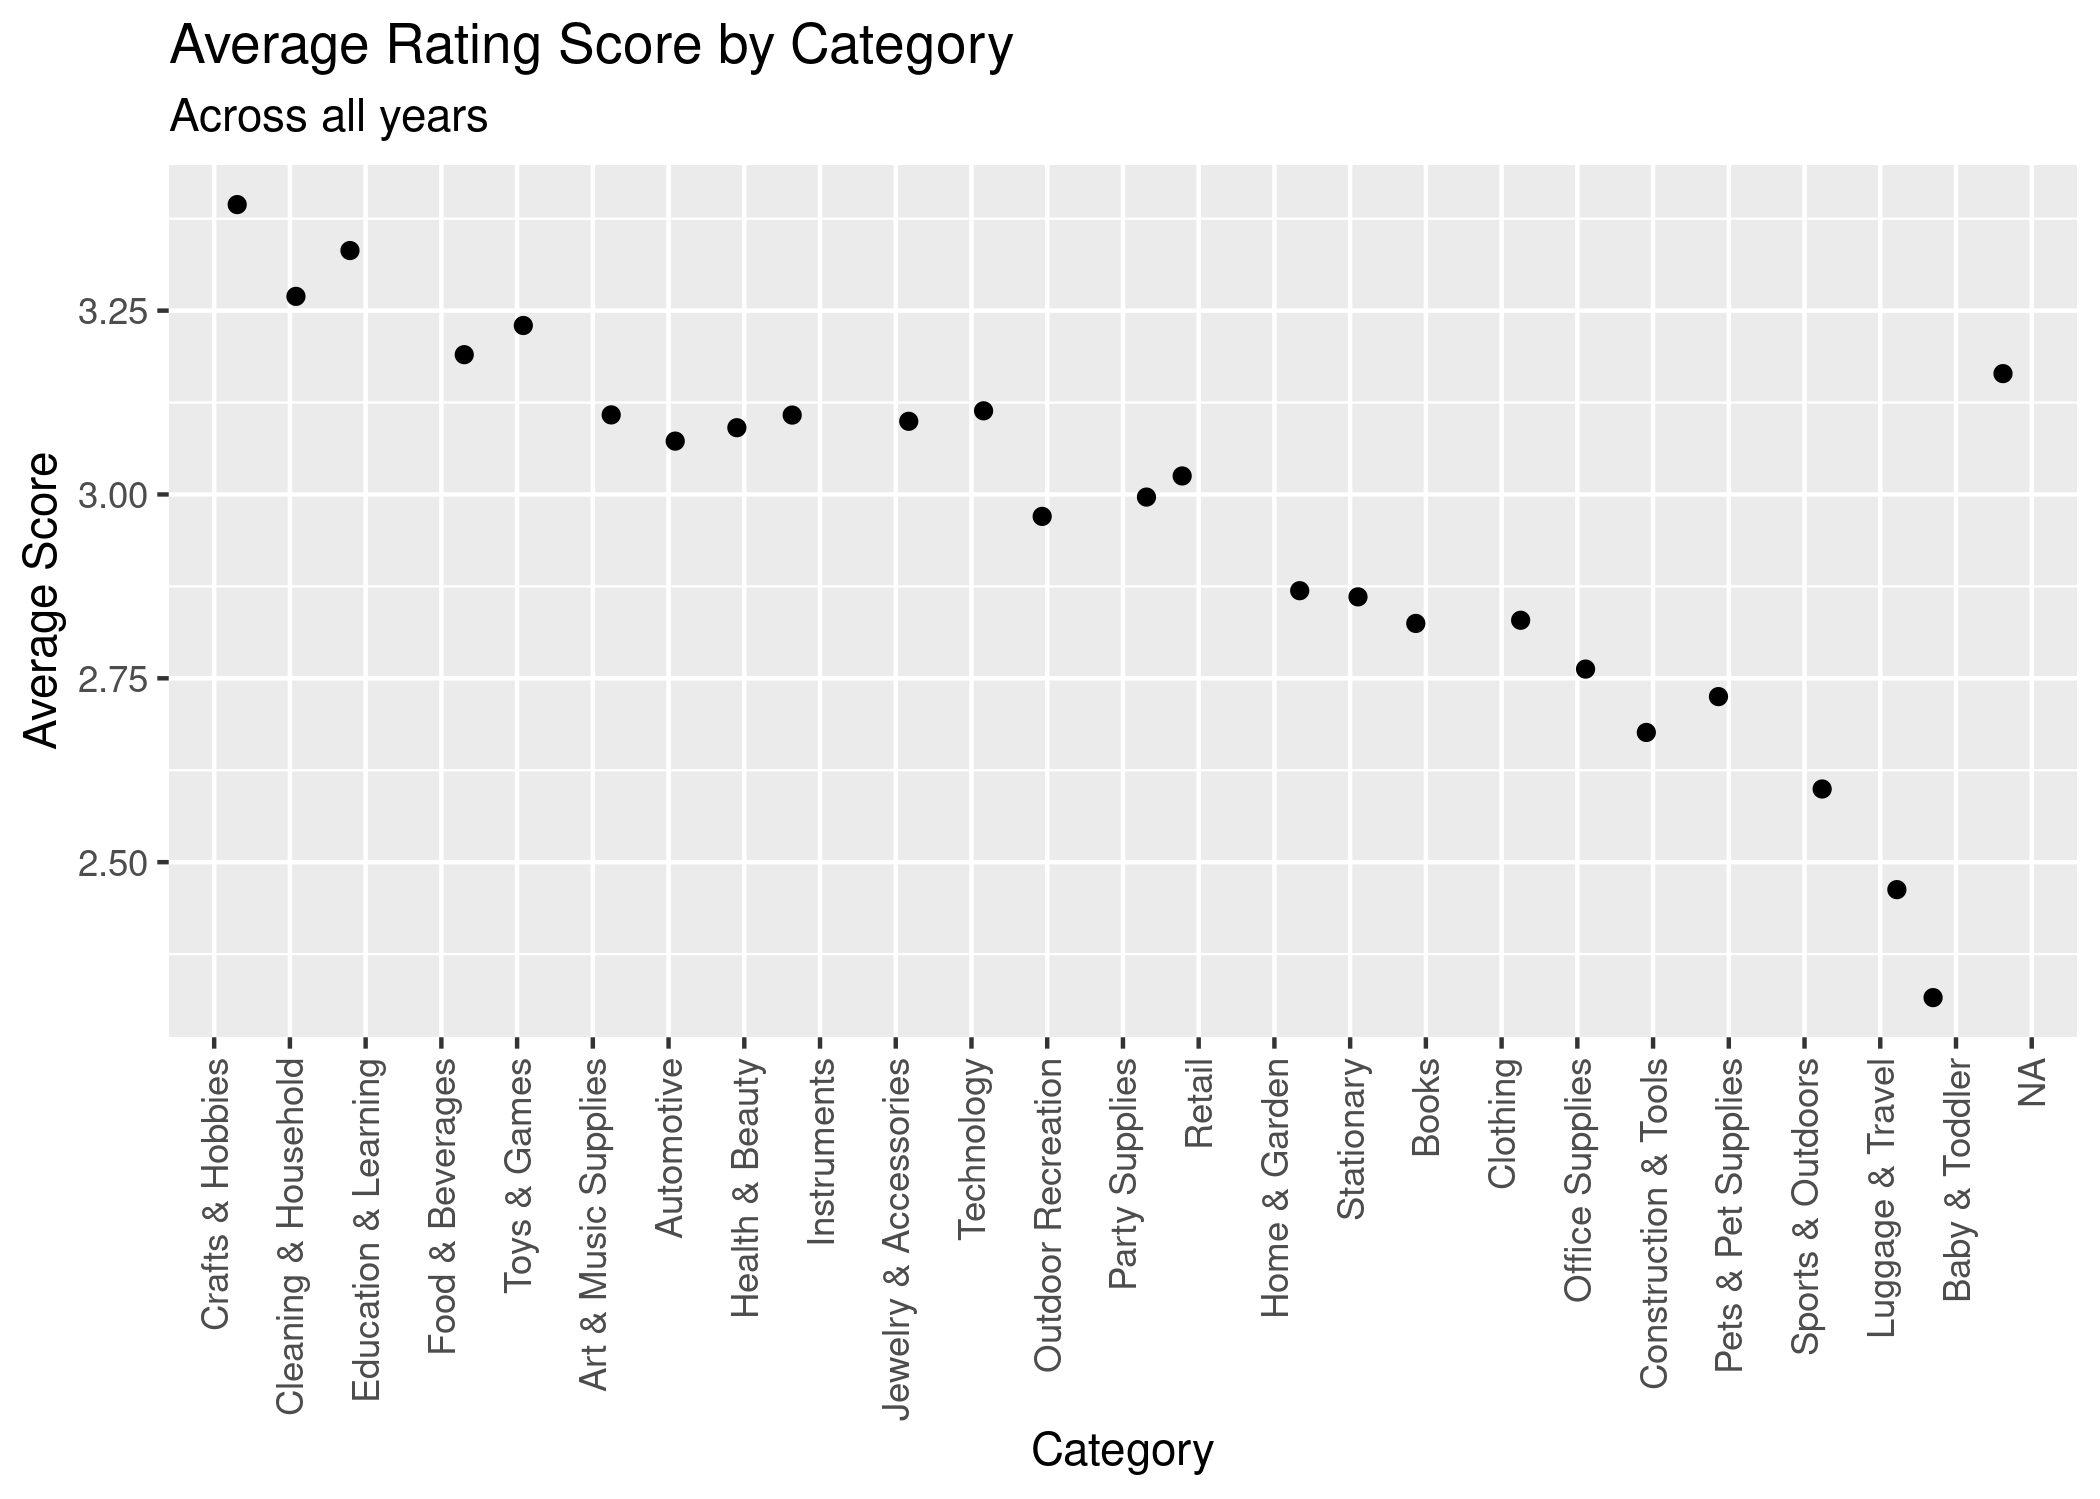 Average Rating Score by Category
Across all years
Average Score
3.25
3.00
2.75
2.50
Crafts & Hobbies
Cleaning & Household
Education & Learning
Food & Beverages
Toys & Games
Art & Music Supplies
Automotive
Health & Beauty
Instruments
Jewelry & Accessories
Technology
Outdoor Recreation
Party Supplies
Retail
Home & Garden
Stationary
Books
Clothing
Office Supplies
Construction & Tools
Pets & Pet Supplies
Sports & Outdoors
Luggage & Travel
Baby & Toddler
NA
Category